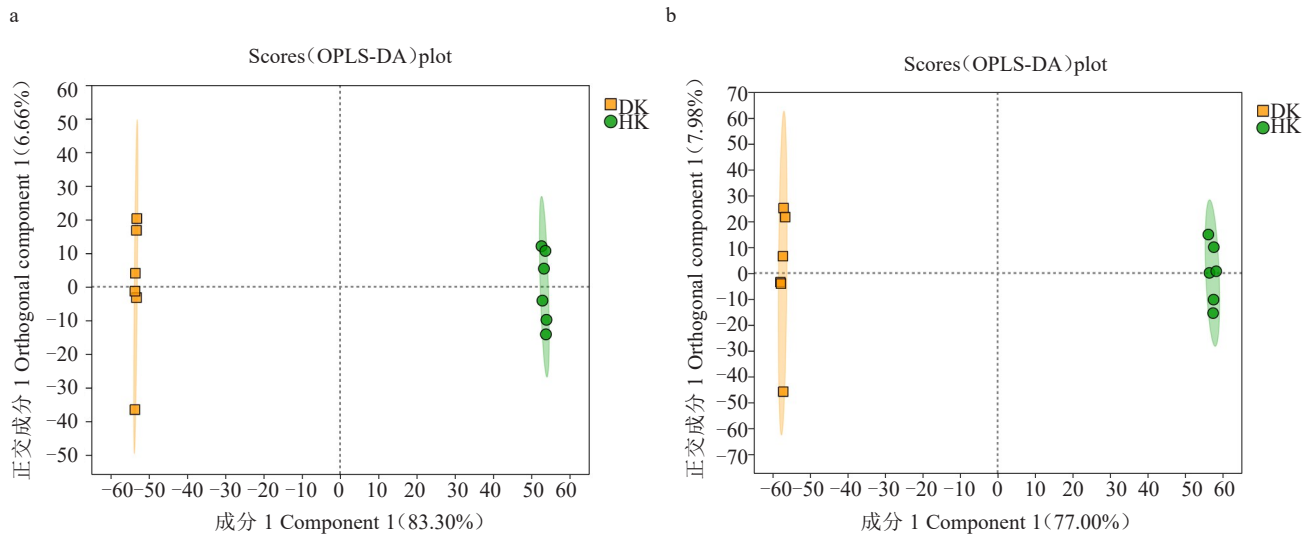 a
Scores（OPLS-DA）plot
正交成分 1 Orthogonal component 1（6.66%）
60
50
40
30
20
10
0
−10
−20
−30
−40
−50
−60 −50 −40 −30 −20 −10 0 10 20 30 40 50 60
成分 1 Component 1（83.30%）
DK
HK
b
Scores（OPLS-DA）plot
正交成分 1 Orthogonal component 1（7.98%）
70
60
50
40
30
20
10
0
−10
−20
−30
−40
−50
−60
−70
−60 −50 −40 −30 −20 −10 0 10 20 30 40 50 60
成分 1 Component 1（77.00%）
DK
HK